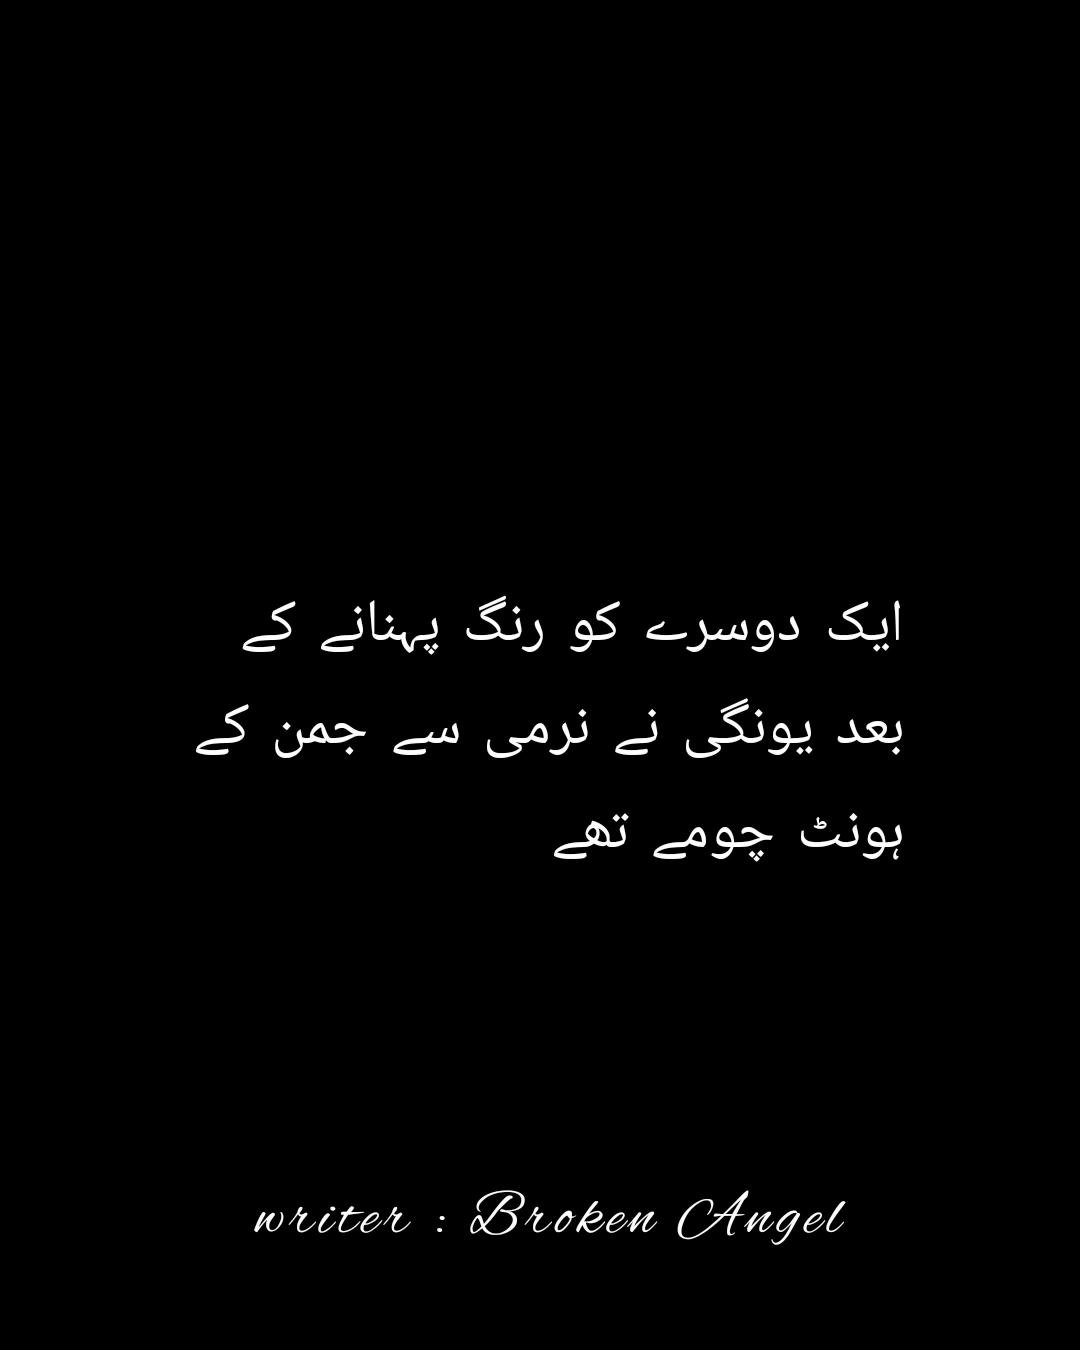 ایک دوسرے کو رنگ پہنانے کے
بعد یونگی نے نرمی سے جمن کے
ہونٹ چومے تھے
writer : Broken Angel